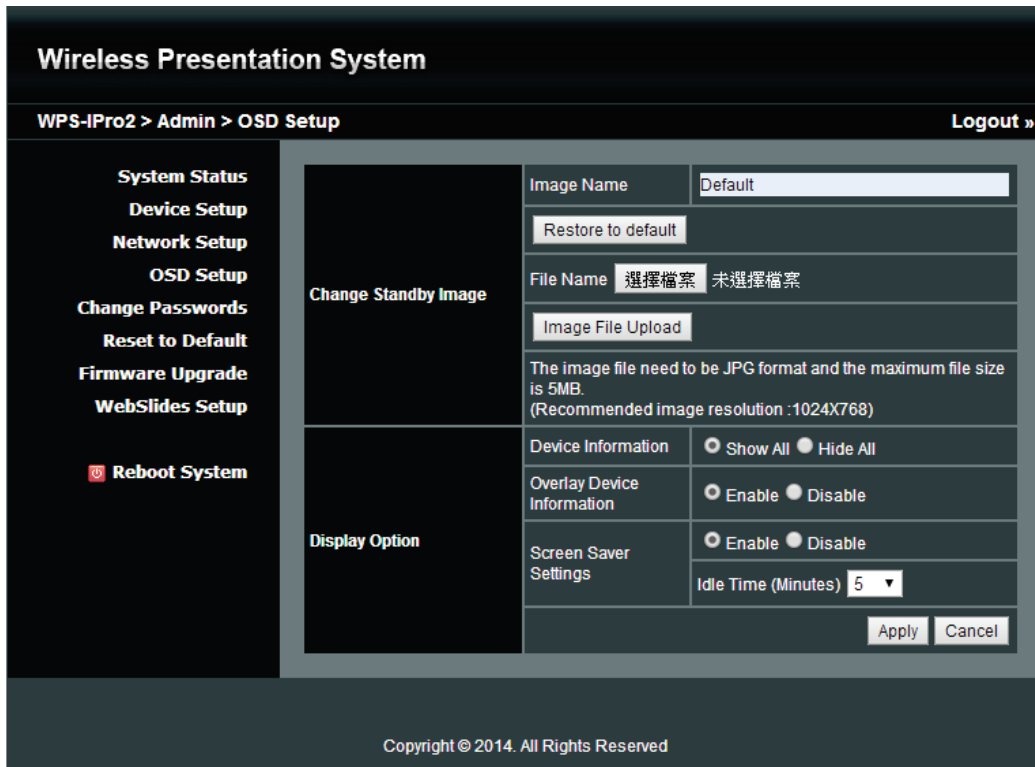 Wireless Presentation System
WPS-IPro2 > Admin > OSD Setup
Logout »
System Status
Device Setup
Network Setup
OSD Setup
Change Passwords
Reset to Default
Firmware Upgrade
WebSlides Setup
Reboot System
Change Standby Image
Image Name
Default
Restore to default
File Name 選擇檔案 未選擇檔案
Image File Upload
The image file need to be JPG format and the maximum file size
is 5MB.
(Recommended image resolution :1024X768)
Display Option
Device Information
Show All Hide All
Overlay Device
Information
Enable Disable
Screen Saver
Settings
Enable Disable
Idle Time (Minutes) 5
Apply Cancel
Copyright © 2014. All Rights Reserved